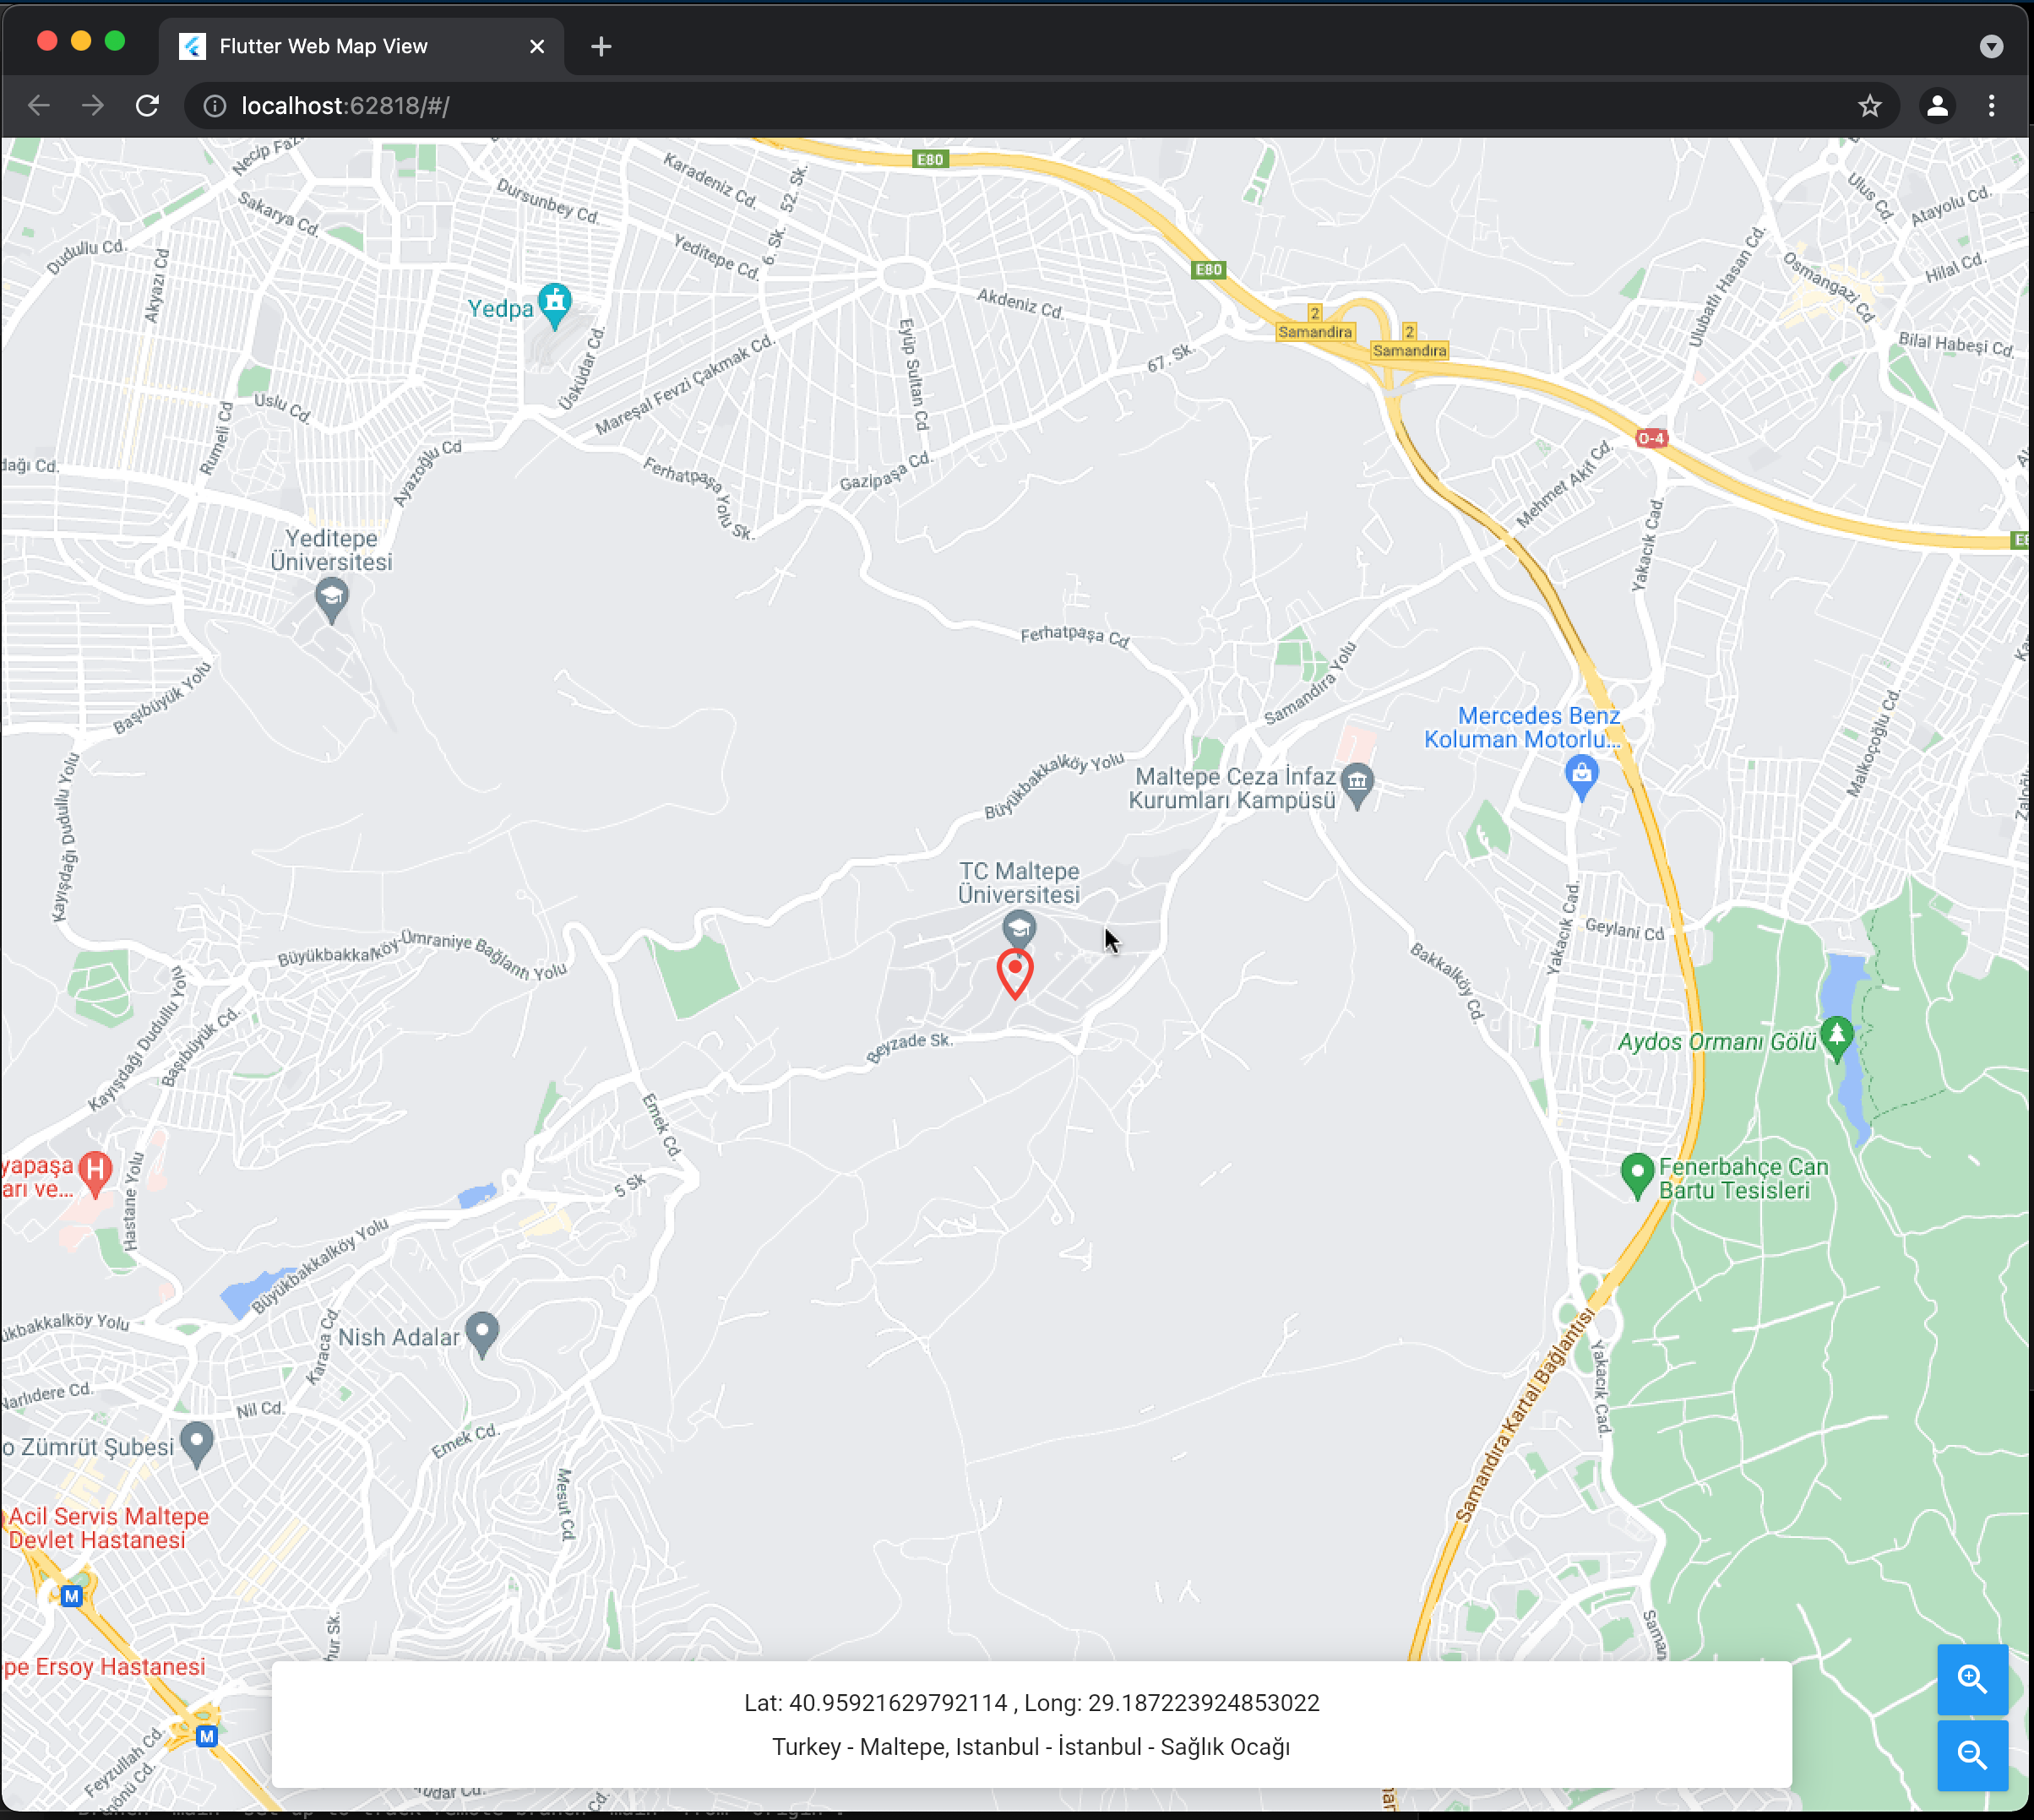 Flutter Web Map View
localhost:62818/#/
E80
Karadeniz Cd.
52. Sk.
Dursunbey Cd.
Sakarya Cd.
Ulus Cd.
Atayolu Cd.
Dudullu Cd.
Akyazı Cd
Yeditepe Cd.
6. Sk.
E80
Ulubatlı Hasan Cd.
Osmangazi Cd
Hilal Cd.
Yedpa
Akdeniz Cd.
2
Samandıra
2
Samandıra
Bilal Habeşi Cd.
Üsküdar Cd.
Mareşal Fevzi Çakmak Cd.
Eyüp Sultan Cd
67. Sk.
Uslu Cd.
Rumeli Cd
O-4
dağı Cd.
Ayazoğlu Cd
Ferhatpaşa Yolu Sk.
Gazipaşa Cd.
Mehmet Akif Cd.
Yakacık Cad.
Yeditepe
Üniversitesi
Ferhatpaşa Cd
Samandıra Yolu
Başıbüyük Yolu
Mercedes Benz
Koluman Motorlu...
Malkoçoğlu Cd.
Kayışdağı Dudullu Yolu
Büyükbakkalköy Yolu
Maltepe Ceza İnfaz
Kurumları Kampüsü
TC Maltepe
Üniversitesi
Yakacık Cad.
Geylani Cd
Büyükbakkalköy-Ümraniye Bağlantı Yolu
Bakkalköy Cd.
Kayışdağı Dudullu Yolu
Başıbüyük Cd.
Beyzade Sk.
Aydos Ormanı Gölü
Emek Cd.
yapaşa
arı ve...
H
Hastane Yolu
5 Sk
Fenerbahçe Can
Bartu Tesisleri
Büyükbakkalköy Yolu
ükbakkalköy Yolu
Karaca Cd.
Nish Adalar
Samandıra Kartal Bağlantısı
Yakacık Cad.
Narlıdere Cd.
Nil Cd.
Emek Cd.
o Zümrüt Şubesi
Mesut Cd.
Acil Servis Maltepe
Devlet Hastanesi
M
pe Ersoy Hastanesi
M
Feyzullah Cd.
Lat: 40.95921629792114 , Long: 29.187223924853022
Turkey - Maltepe, Istanbul - İstanbul - Sağlık Ocağı